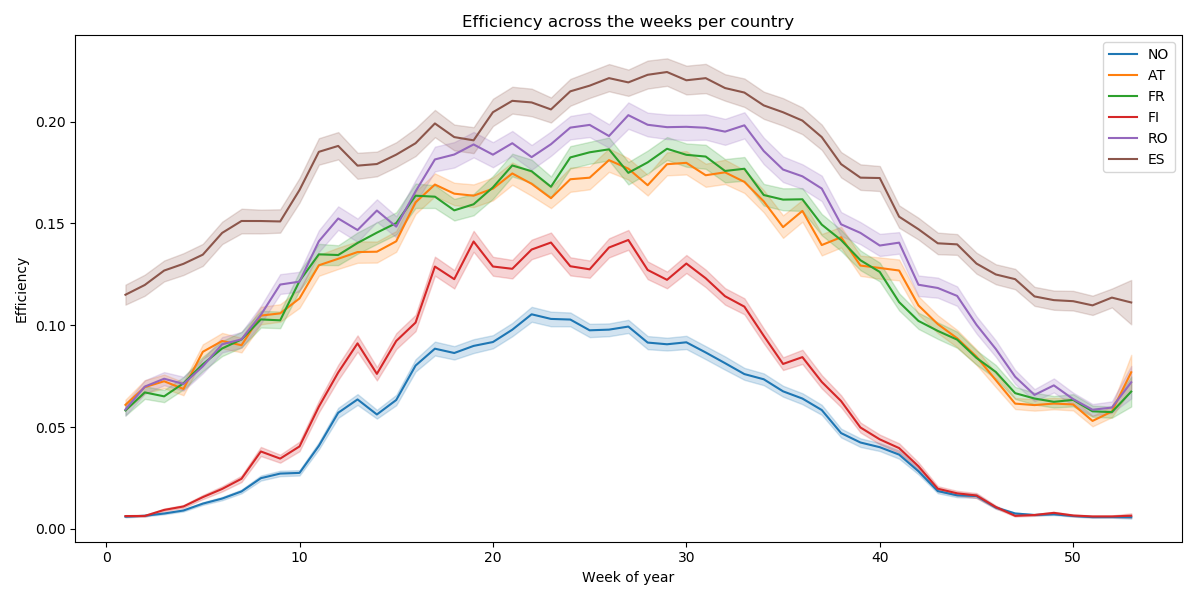 Efficiency across the weeks per country
NO
AT
FR
FI
RO
ES
Efficiency
0.20
0.15
0.10
0.05
0.00
0 10 20 30 40 50
Week of year